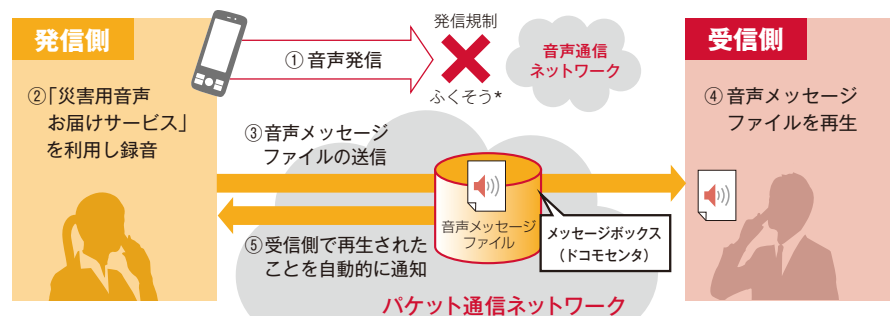 発信側
①音声発信
発信規制
ふくそう*
音声通信
ネットワーク
受信側
②「災害用音声
お届けサービス」
を利用し録音
③音声メッセージ
ファイルの送信
④音声メッセージ
ファイルを再生
音声メッセージ
ファイル
メッセージボックス
(ドコモセンタ)
⑤受信側で再生された
ことを自動的に通知
パケット通信ネットワーク